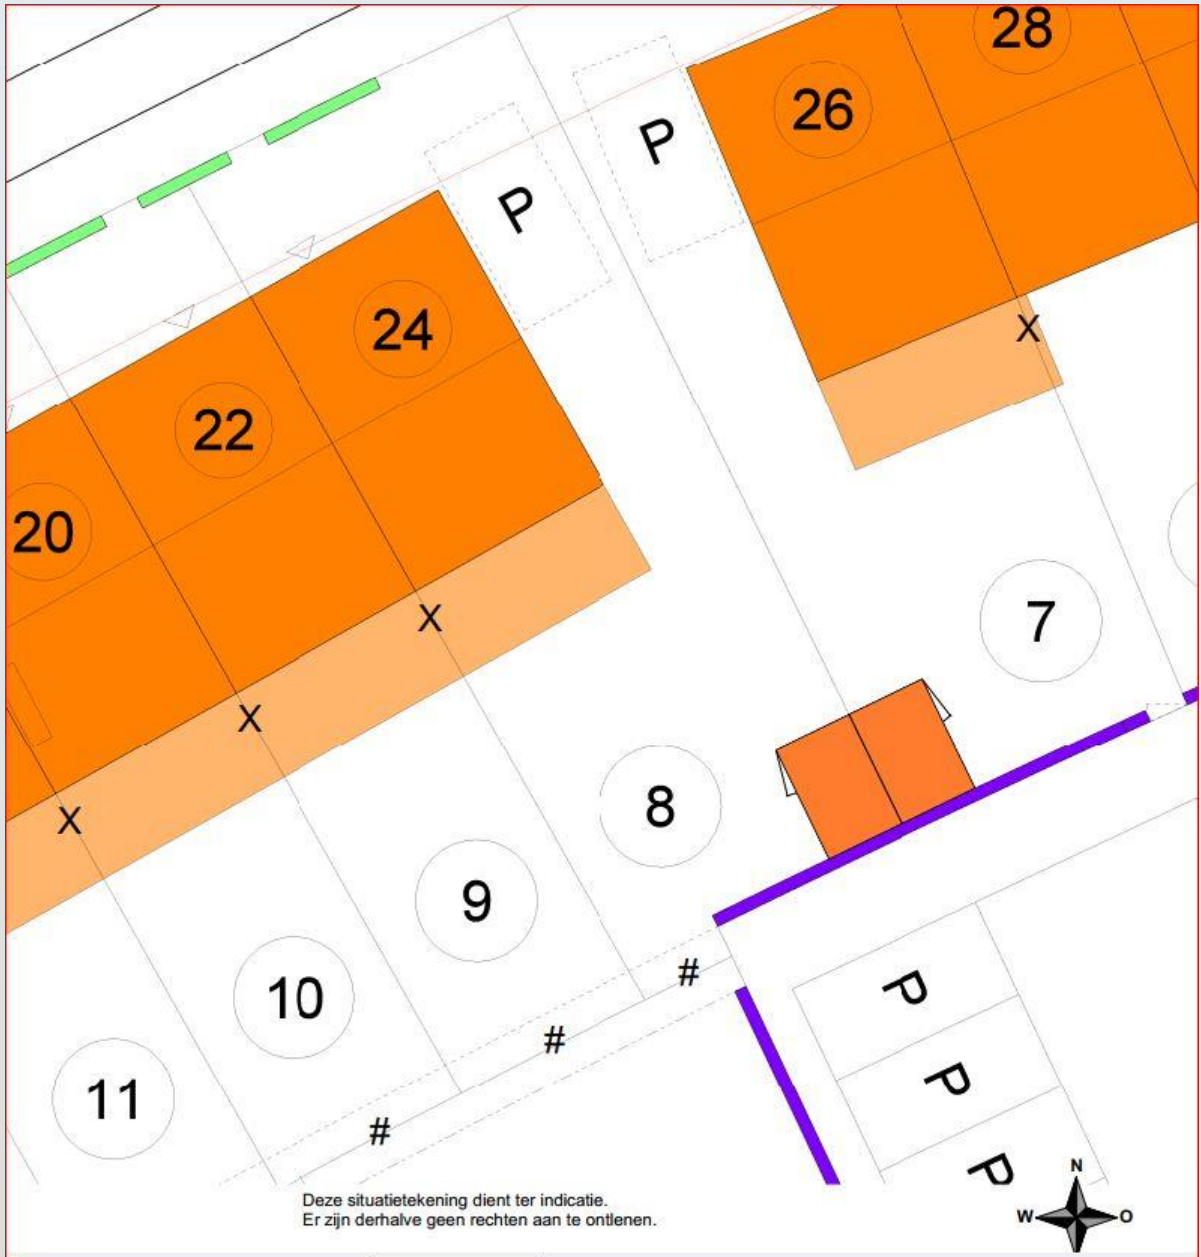 28
26
P
P
24
X
22
20
X
7
X
8
X
9
#
P
10
#
P
11
#
P
Deze situatietekening dient ter indicatie.
Er zijn derhalve geen rechten aan te ontlenen.
N
W O